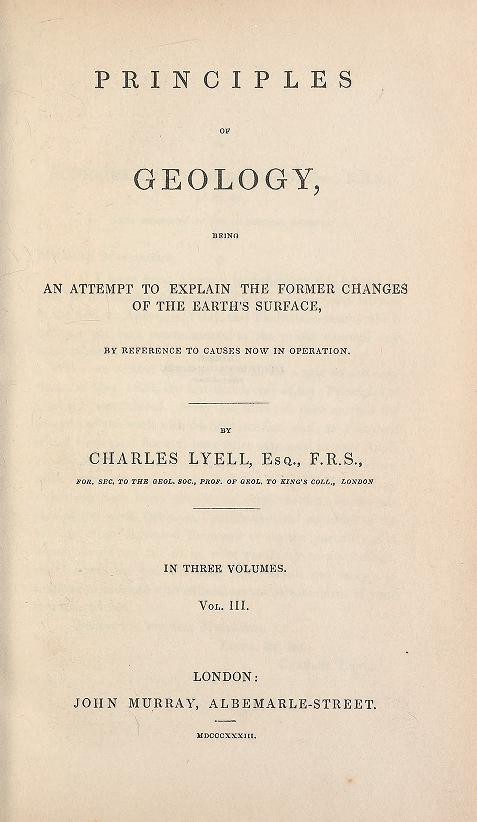 PRINCIPLES
OF
GEOLOGY,
BEING
AN ATTEMPT TO EXPLAIN THE FORMER CHANGES
OF THE EARTH'S SURFACE,
BY REFERENCE TO CAUSES NOW IN OPERATION.
BY
CHARLES LYELL, Esq., F.R.S.,
FOR. SEC. TO THE GEOL. SOC., PROF. OF GEOL. TO KING'S COLL., LONDON
IN THREE VOLUMES.
Vol. III.
LONDON:
JOHN MURRAY, ALBEMARLE-STREET.
MDCCCXXXIII.